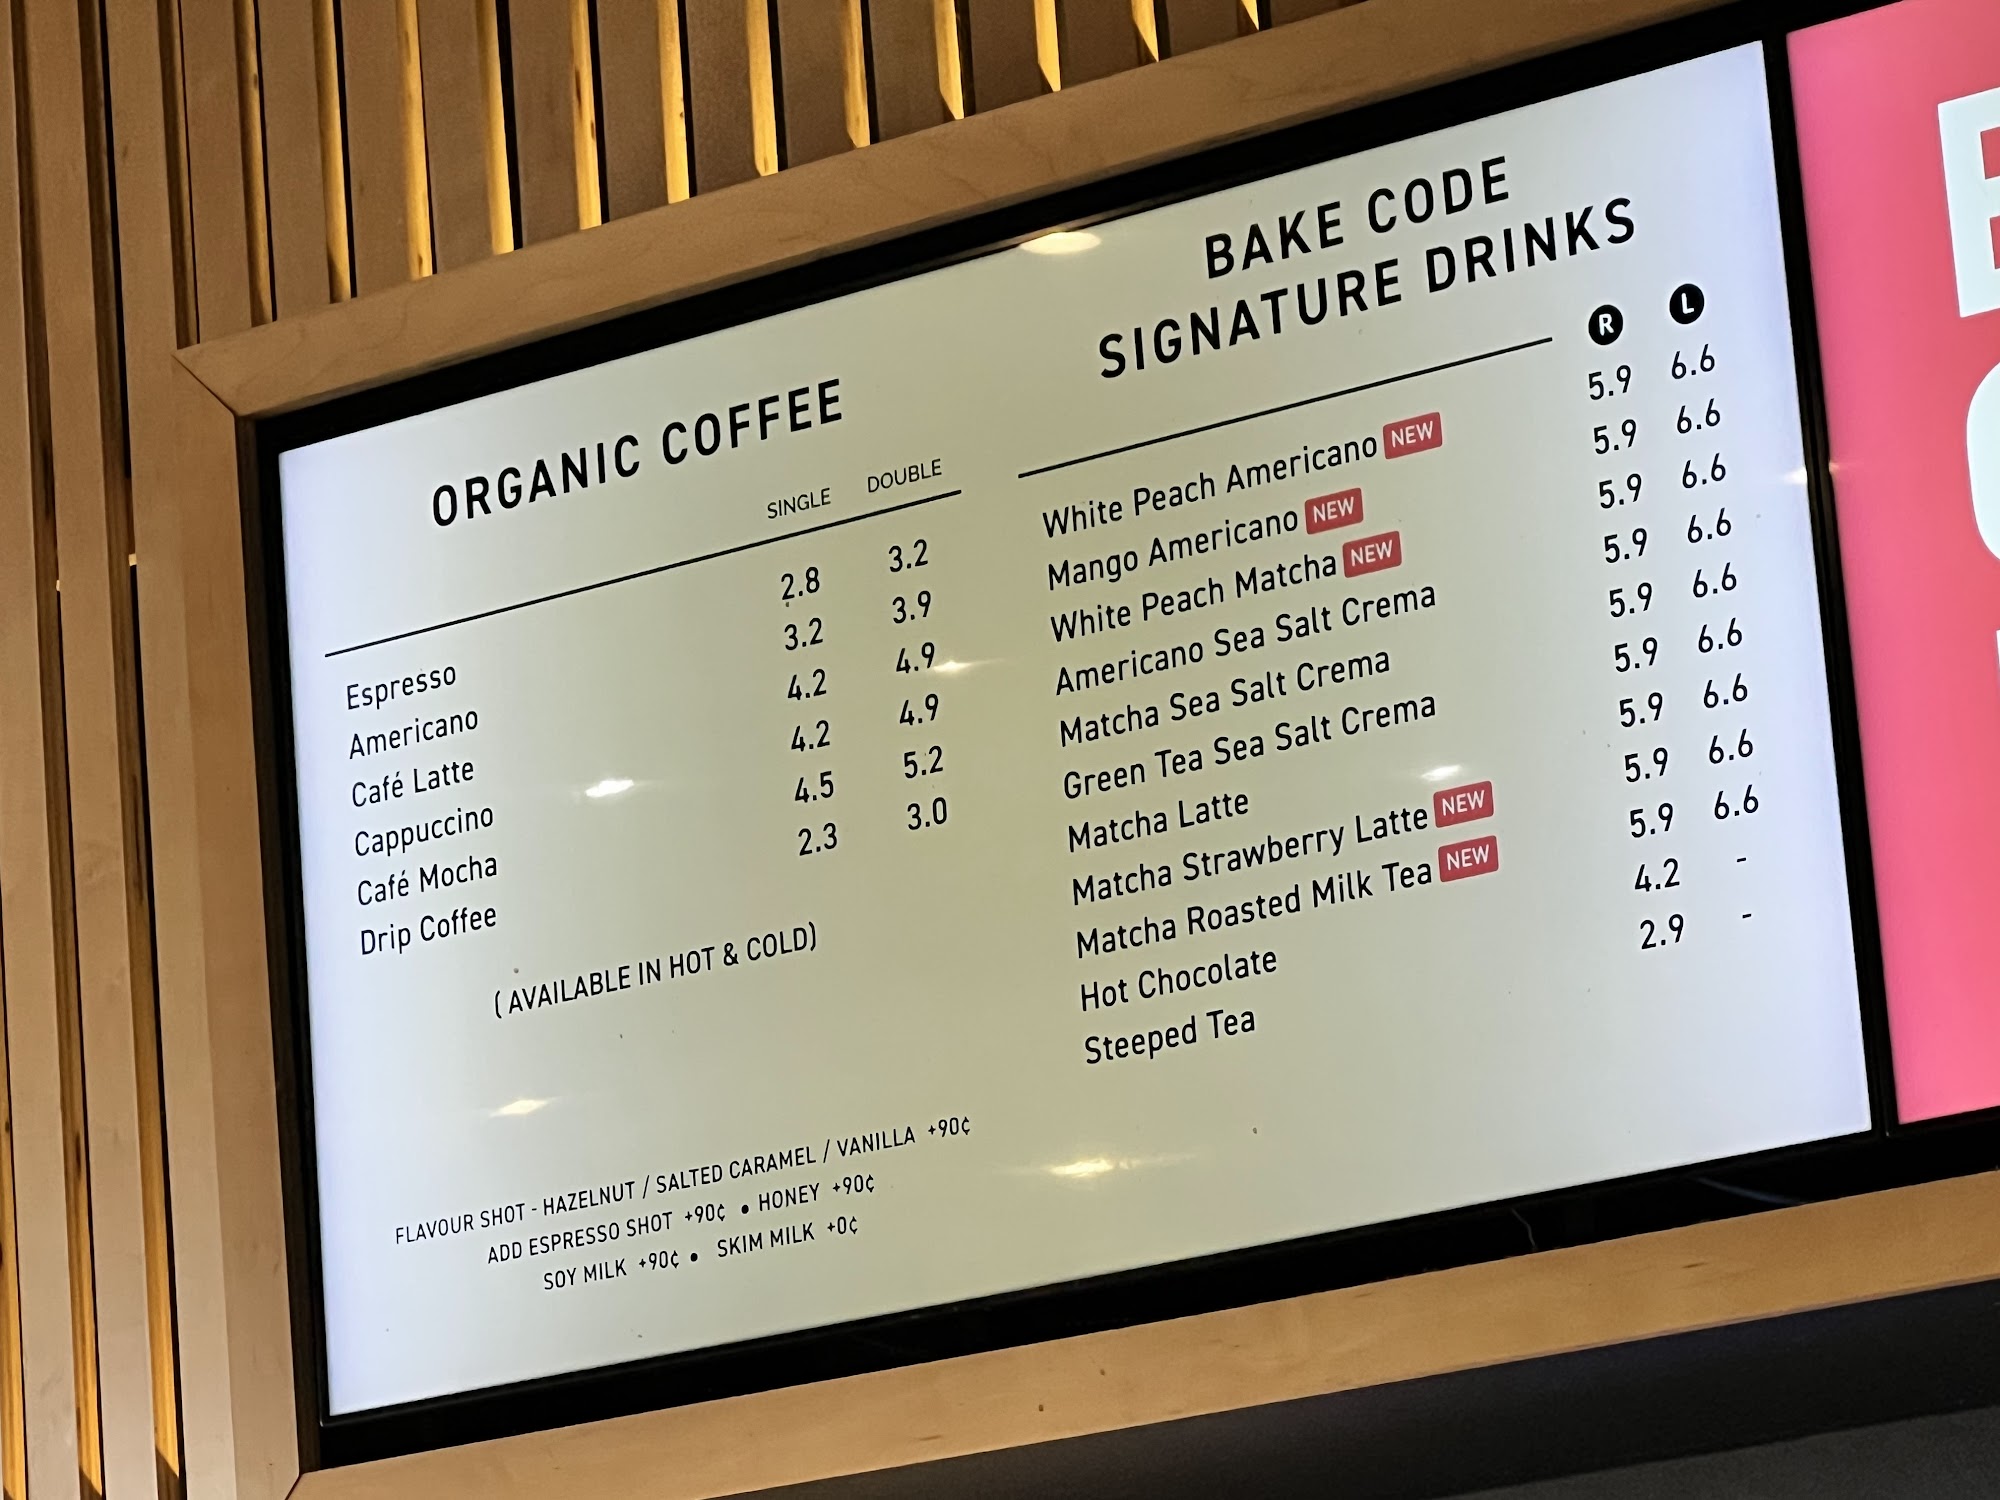 ORGANIC COFFEE
SINGLE DOUBLE
Espresso 2.8 3.2
Americano 3.2 3.9
Café Latte 4.2 4.9
Cappuccino 4.2 4.9
Café Mocha 4.5 5.2
Drip Coffee 2.3 3.0
( AVAILABLE IN HOT & COLD)
FLAVOUR SHOT - HAZELNUT / SALTED CARAMEL / VANILLA +90¢
ADD ESPRESSO SHOT +90¢ • HONEY +90¢
SOY MILK +90¢ • SKIM MILK +0¢
BAKE CODE
SIGNATURE DRINKS
R L
White Peach Americano NEW 5.9 6.6
Mango Americano NEW 5.9 6.6
White Peach Matcha NEW 5.9 6.6
Americano Sea Salt Crema 5.9 6.6
Matcha Sea Salt Crema 5.9 6.6
Green Tea Sea Salt Crema 5.9 6.6
Matcha Latte 5.9 6.6
Matcha Strawberry Latte NEW 5.9 6.6
Matcha Roasted Milk Tea NEW 5.9 6.6
Hot Chocolate 4.2 -
Steeped Tea 2.9 -